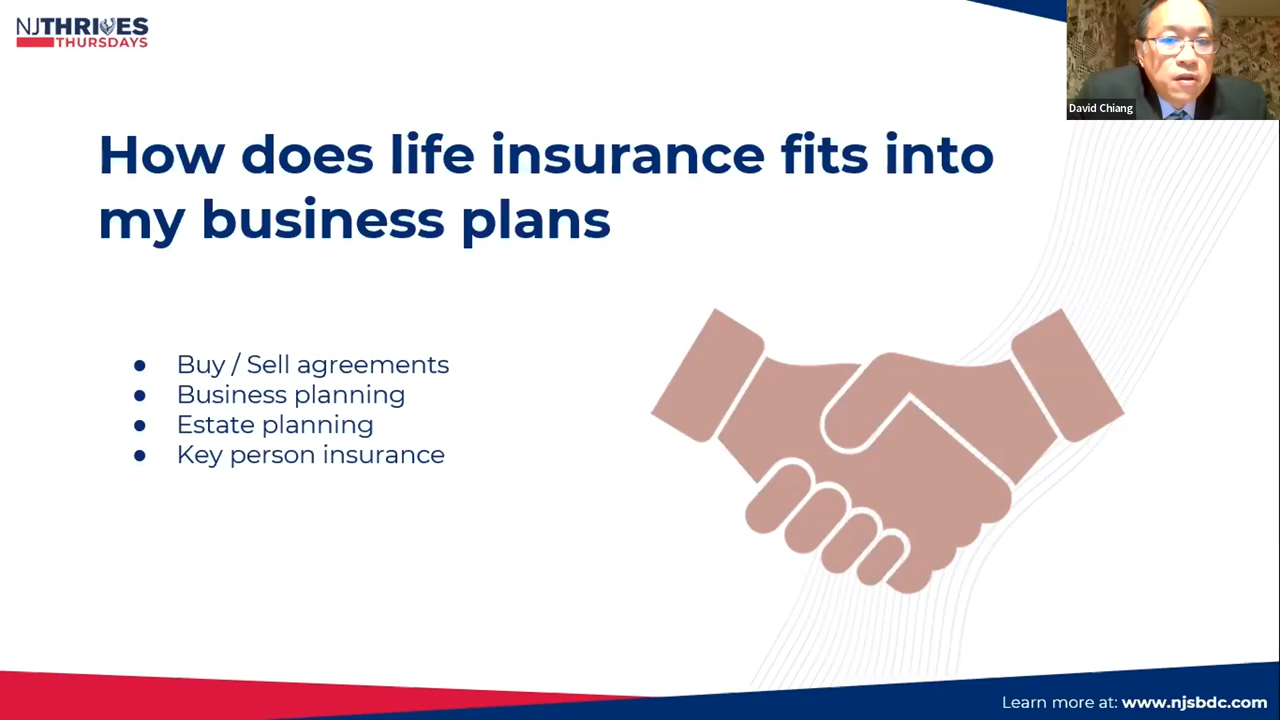 NJTHRIVES
THURSDAYS
David Chiang
How does life insurance fits into
my business plans
● Buy / Sell agreements
● Business planning
● Estate planning
● Key person insurance
Learn more at: www.njsbdc.com